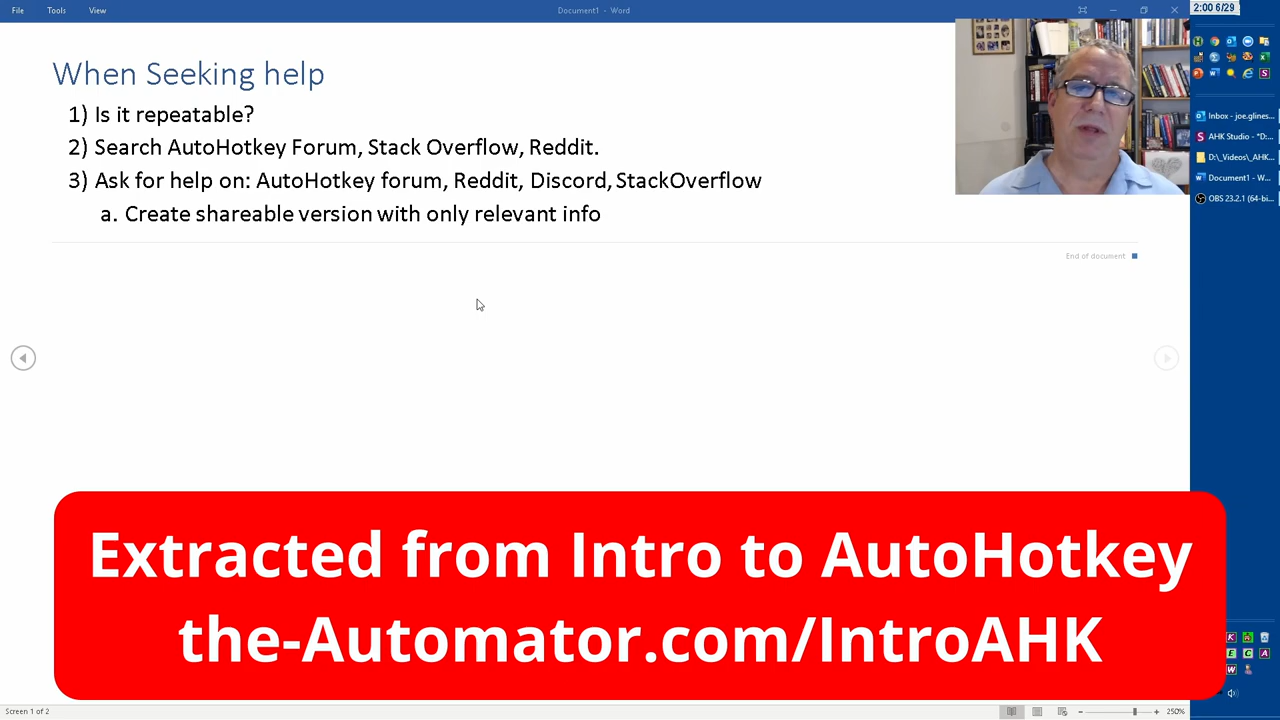 File Tools View Document1 - Word 2:00 6/29
When Seeking help
1) Is it repeatable?
2) Search AutoHotkey Forum, Stack Overflow, Reddit.
3) Ask for help on: AutoHotkey forum, Reddit, Discord, StackOverflow
a. Create shareable version with only relevant info
End of document
Inbox - joe.glines...
AHK Studio - "D:...
D:\_Videos\_AHK...
Document1 - W...
OBS 23.2.1 (64-bi...
Extracted from Intro to AutoHotkey
the-Automator.com/IntroAHK
Screen 1 of 2 250%